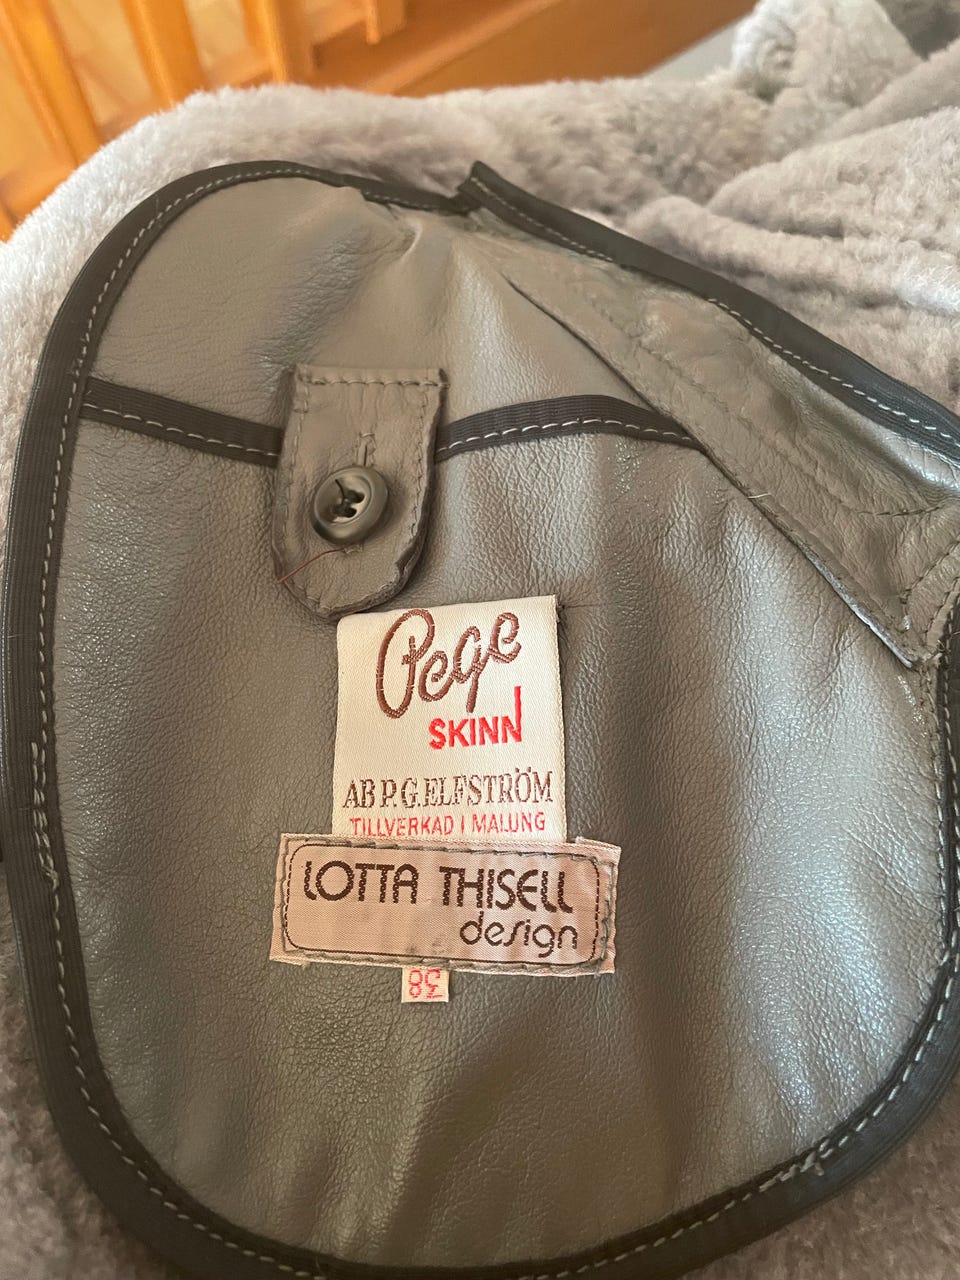 Pege
SKINN
AB P.G. ELFSTRÖM
TILLVERKAD I MALUNG
LOTTA THISELL
design
38